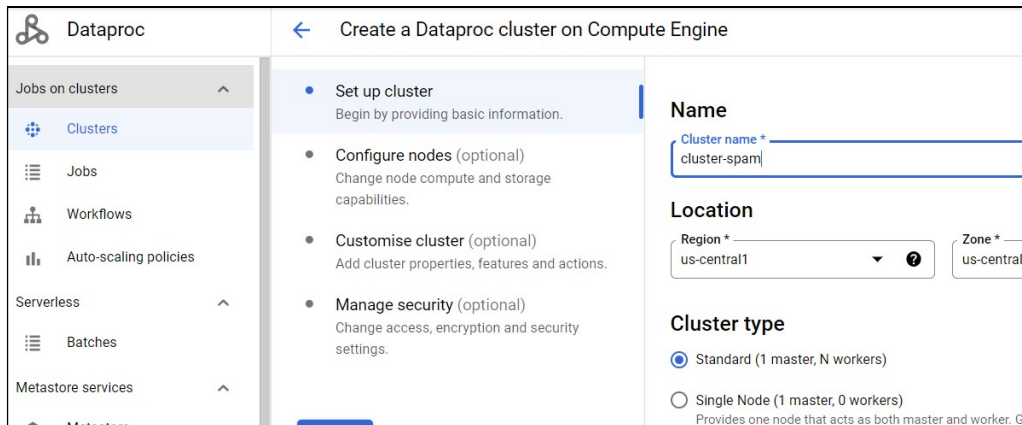 Dataproc
Create a Dataproc cluster on Compute Engine
Jobs on clusters
Clusters
Jobs
Workflows
Auto-scaling policies
Serverless
Batches
Metastore services
Metastore
Set up cluster
Begin by providing basic information.
Configure nodes (optional)
Change node compute and storage
capabilities.
Customise cluster (optional)
Add cluster properties, features and actions.
Manage security (optional)
Change access, encryption and security
settings.
Name
Cluster name *
cluster-spam
Location
Region *
us-central1
Zone *
us-central
Cluster type
Standard (1 master, N workers)
Single Node (1 master, 0 workers)
Provides one node that acts as both master and worker. G